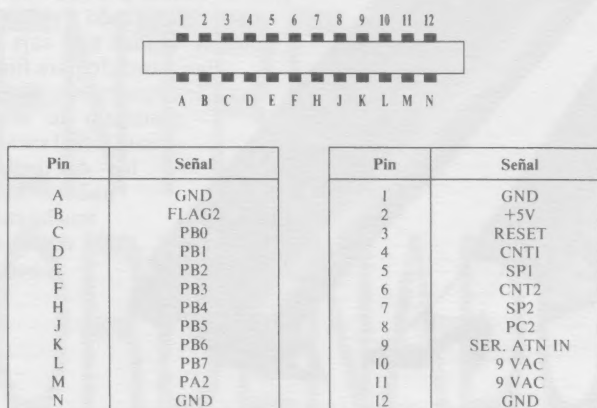 1 2 3 4 5 6 7 8 9 10 11 12
A B C D E F H J K L M N
Pin Señal
A GND
B FLAG2
C PB0
D PB1
E PB2
F PB3
H PB4
J PB5
K PB6
L PB7
M PA2
N GND
Pin Señal
1 GND
2 +5V
3 RESET
4 CNT1
5 SP1
6 CNT2
7 SP2
8 PC2
9 SER. ATN IN
10 9 VAC
11 9 VAC
12 GND